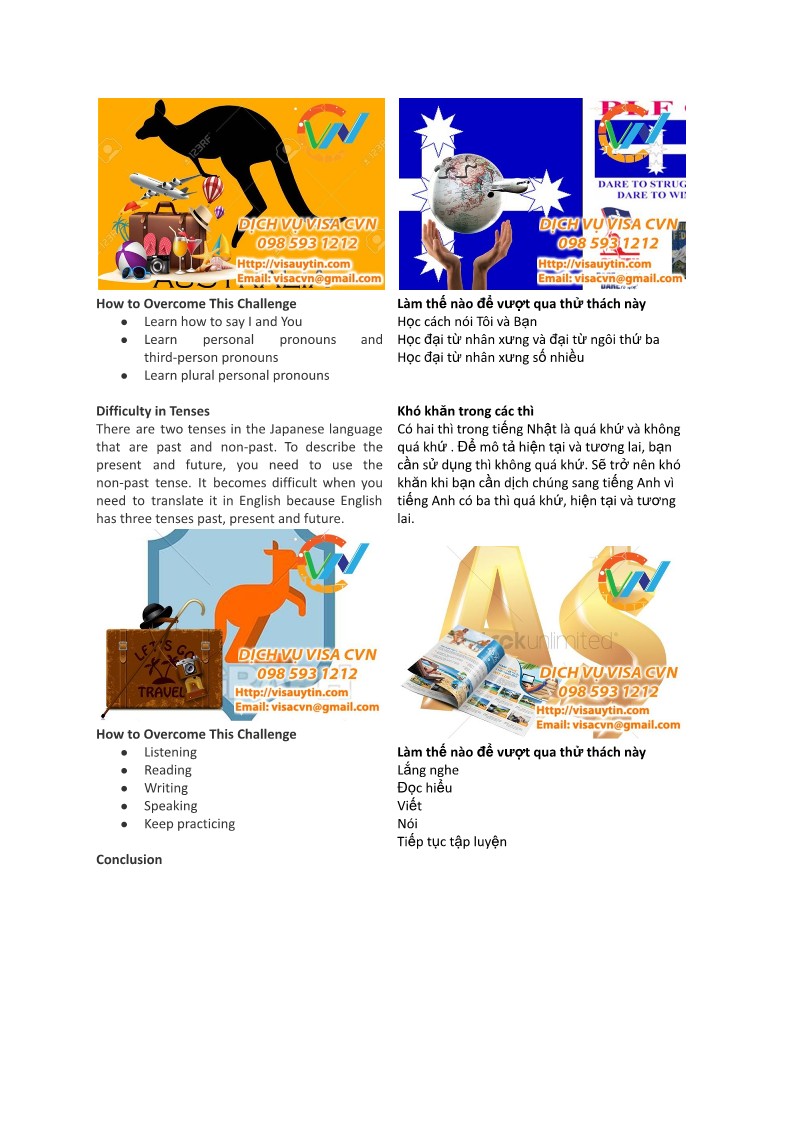 DỊCH VỤ VISA CVN
098 593 1212
Http://visauytin.com
Email: visacvn@gmail.com
AUSTRALIA
How to Overcome This Challenge
● Learn how to say I and You
● Learn personal pronouns and
third-person pronouns
● Learn plural personal pronouns
Difficulty in Tenses
There are two tenses in the Japanese language
that are past and non-past. To describe the
present and future, you need to use the
non-past tense. It becomes difficult when you
need to translate it in English because English
has three tenses past, present and future.
LET'S GO
TRAVEL
DỊCH VỤ VISA CVN
098 593 1212
Http://visauytin.com
Email: visacvn@gmail.com
How to Overcome This Challenge
● Listening
● Reading
● Writing
● Speaking
● Keep practicing
Conclusion
DARE TO STRUG
DARE TO WIN
DỊCH VỤ VISA CVN
098 593 1212
Http://visauytin.com
Email: visacvn@gmail.com
Làm thế nào để vượt qua thử thách này
Học cách nói Tôi và Bạn
Học đại từ nhân xưng và đại từ ngôi thứ ba
Học đại từ nhân xưng số nhiều
Khó khăn trong các thì
Có hai thì trong tiếng Nhật là quá khứ và không
quá khứ . Để mô tả hiện tại và tương lai, bạn
cần sử dụng thì không quá khứ. Sẽ trở nên khó
khăn khi bạn cần dịch chúng sang tiếng Anh vì
tiếng Anh có ba thì quá khứ, hiện tại và tương
lai.
AS
ckunlimited
DỊCH VỤ VISA CVN
098 593 1212
Http://visauytin.com
Email: visacvn@gmail.com
Làm thế nào để vượt qua thử thách này
Lắng nghe
Đọc hiểu
Viết
Nói
Tiếp tục tập luyện